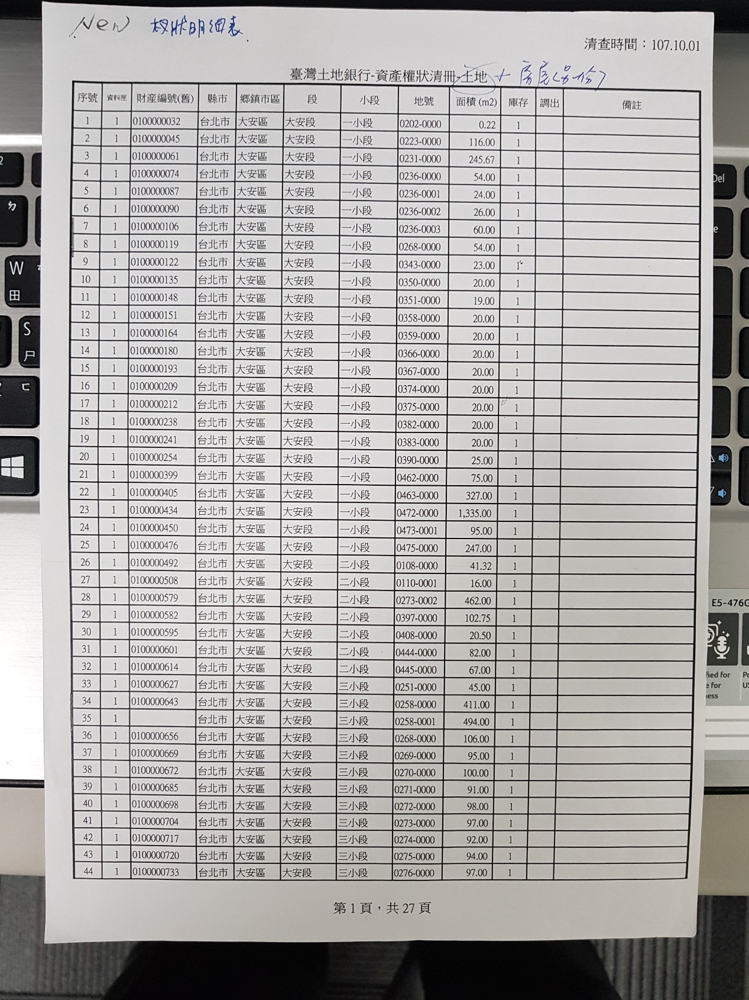 New 权狀明細表
清查時間：107.10.01
臺灣土地銀行-資產權狀清冊-土地 + 房屋
序號 資料匣 財產編號(舊) 縣市 鄉鎮市區 段 小段 地號 面積 (m2) 庫存 調出 備註
1 1 0100000032 台北市 大安區 大安段 一小段 0202-0000 0.22 1
2 1 0100000045 台北市 大安區 大安段 一小段 0223-0000 116.00 1
3 1 0100000061 台北市 大安區 大安段 一小段 0231-0000 245.67 1
4 1 0100000074 台北市 大安區 大安段 一小段 0236-0000 54.00 1
5 1 0100000087 台北市 大安區 大安段 一小段 0236-0001 24.00 1
6 1 0100000090 台北市 大安區 大安段 一小段 0236-0002 26.00 1
7 1 0100000106 台北市 大安區 大安段 一小段 0236-0003 60.00 1
8 1 0100000119 台北市 大安區 大安段 一小段 0268-0000 54.00 1
9 1 0100000122 台北市 大安區 大安段 一小段 0343-0000 23.00 1
10 1 0100000135 台北市 大安區 大安段 一小段 0350-0000 20.00 1
11 1 0100000148 台北市 大安區 大安段 一小段 0351-0000 19.00 1
12 1 0100000151 台北市 大安區 大安段 一小段 0358-0000 20.00 1
13 1 0100000164 台北市 大安區 大安段 一小段 0359-0000 20.00 1
14 1 0100000180 台北市 大安區 大安段 一小段 0366-0000 20.00 1
15 1 0100000193 台北市 大安區 大安段 一小段 0367-0000 20.00 1
16 1 0100000209 台北市 大安區 大安段 一小段 0374-0000 20.00 1
17 1 0100000212 台北市 大安區 大安段 一小段 0375-0000 20.00 1
18 1 0100000238 台北市 大安區 大安段 一小段 0382-0000 20.00 1
19 1 0100000241 台北市 大安區 大安段 一小段 0383-0000 20.00 1
20 1 0100000254 台北市 大安區 大安段 一小段 0390-0000 25.00 1
21 1 0100000399 台北市 大安區 大安段 一小段 0462-0000 75.00 1
22 1 0100000405 台北市 大安區 大安段 一小段 0463-0000 327.00 1
23 1 0100000434 台北市 大安區 大安段 一小段 0472-0000 1,335.00 1
24 1 0100000450 台北市 大安區 大安段 一小段 0473-0001 95.00 1
25 1 0100000476 台北市 大安區 大安段 一小段 0475-0000 247.00 1
26 1 0100000492 台北市 大安區 大安段 二小段 0108-0000 41.32 1
27 1 0100000508 台北市 大安區 大安段 二小段 0110-0001 16.00 1
28 1 0100000579 台北市 大安區 大安段 二小段 0273-0002 462.00 1
29 1 0100000582 台北市 大安區 大安段 二小段 0397-0000 102.75 1
30 1 0100000595 台北市 大安區 大安段 二小段 0408-0000 20.50 1
31 1 0100000601 台北市 大安區 大安段 二小段 0444-0000 82.00 1
32 1 0100000614 台北市 大安區 大安段 二小段 0445-0000 67.00 1
33 1 0100000627 台北市 大安區 大安段 三小段 0251-0000 45.00 1
34 1 0100000643 台北市 大安區 大安段 三小段 0258-0000 411.00 1
35 1 台北市 大安區 大安段 三小段 0258-0001 494.00 1
36 1 0100000656 台北市 大安區 大安段 三小段 0268-0000 106.00 1
37 1 0100000669 台北市 大安區 大安段 三小段 0269-0000 95.00 1
38 1 0100000672 台北市 大安區 大安段 三小段 0270-0000 100.00 1
39 1 0100000685 台北市 大安區 大安段 三小段 0271-0000 91.00 1
40 1 0100000698 台北市 大安區 大安段 三小段 0272-0000 98.00 1
41 1 0100000704 台北市 大安區 大安段 三小段 0273-0000 97.00 1
42 1 0100000717 台北市 大安區 大安段 三小段 0274-0000 92.00 1
43 1 0100000720 台北市 大安區 大安段 三小段 0275-0000 94.00 1
44 1 0100000733 台北市 大安區 大安段 三小段 0276-0000 97.00 1
第 1 頁，共 27 頁
2
ㄅ
W
田
S
ㄕ
ㄈ
Del
E5-476G